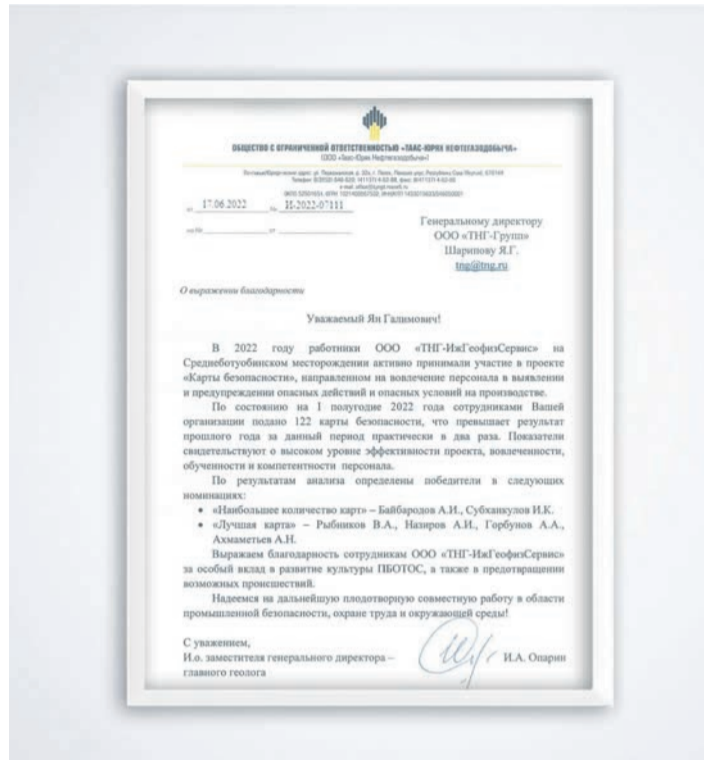 ОБЩЕСТВО С ОГРАНИЧЕННОЙ ОТВЕТСТВЕННОСТЬЮ «ТААС-ЮРЯХ НЕФТЕГАЗОДОБЫЧА»
(ООО «Таас-Юрях Нефтегазодобыча»)
от 17.06.2022 № И-2022-07111
на № от
Генеральному директору
ООО «ТНГ-Групп»
Шарипову Я.Г.
tng@tng.ru
О выражении благодарности
Уважаемый Ян Галимович!
В 2022 году работники ООО «ТНГ-ИжГеофизСервис» на
Среднеботуобинском месторождении активно принимали участие в проекте
«Карты безопасности», направленном на вовлечение персонала в выявлении
и предупреждении опасных действий и опасных условий на производстве.
По состоянию на I полугодие 2022 года сотрудниками Вашей
организации подано 122 карты безопасности, что превышает результат
прошлого года за данный период практически в два раза. Показатели
свидетельствуют о высоком уровне эффективности проекта, вовлеченности,
обученности и компетентности персонала.
По результатам анализа определены победители в следующих
номинациях:
• «Наибольшее количество карт» – Байбародов А.И., Субханкулов И.К.
• «Лучшая карта» – Рыбников В.А., Назиров А.И., Горбунов А.А.,
Ахмаметьев А.Н.
Выражаем благодарность сотрудникам ООО «ТНГ-ИжГеофизСервис»
за особый вклад в развитие культуры ПБОТОС, а также в предотвращении
возможных происшествий.
Надеемся на дальнейшую плодотворную совместную работу в области
промышленной безопасности, охране труда и окружающей среды!
С уважением,
И.о. заместителя генерального директора –
главного геолога
И.А. Опарин